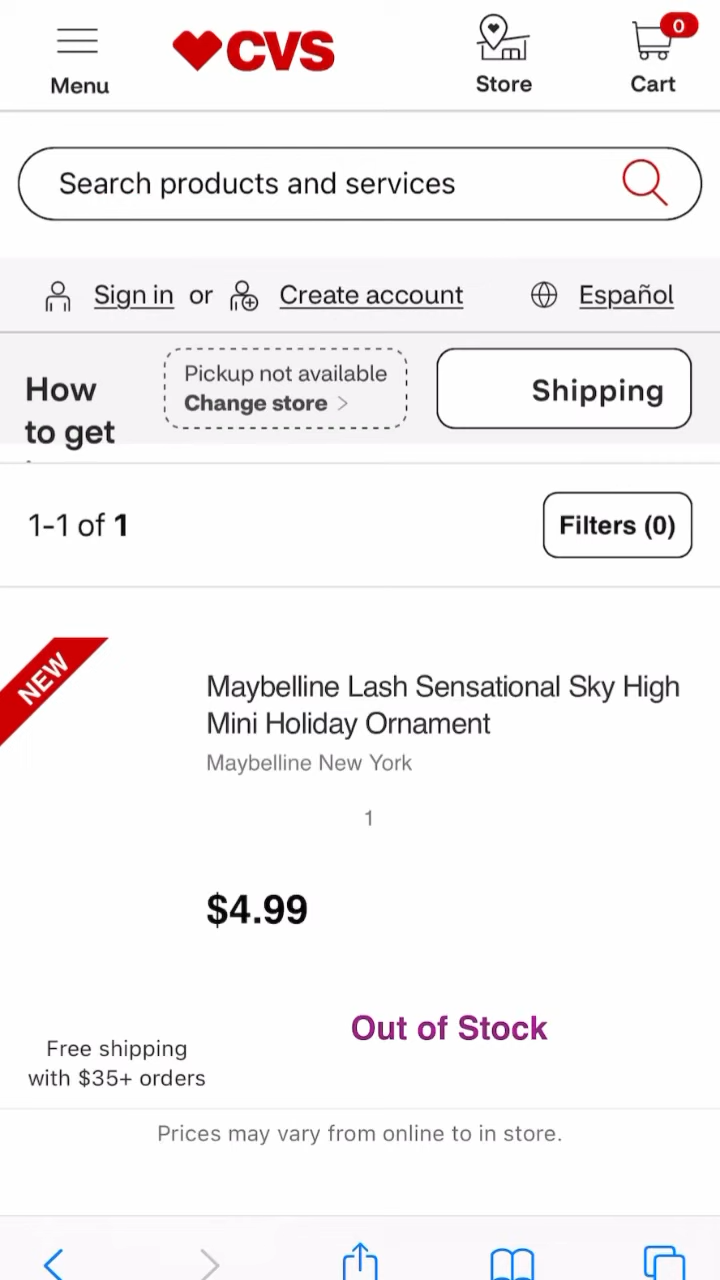 CVS
0
Menu
Store
Cart
Search products and services
Sign in or Create account
Español
How
to get
Pickup not available
Change store >
Shipping
1-1 of 1
Filters (0)
NEW
Maybelline Lash Sensational Sky High
Mini Holiday Ornament
Maybelline New York
1
$4.99
Out of Stock
Free shipping
with $35+ orders
Prices may vary from online to in store.